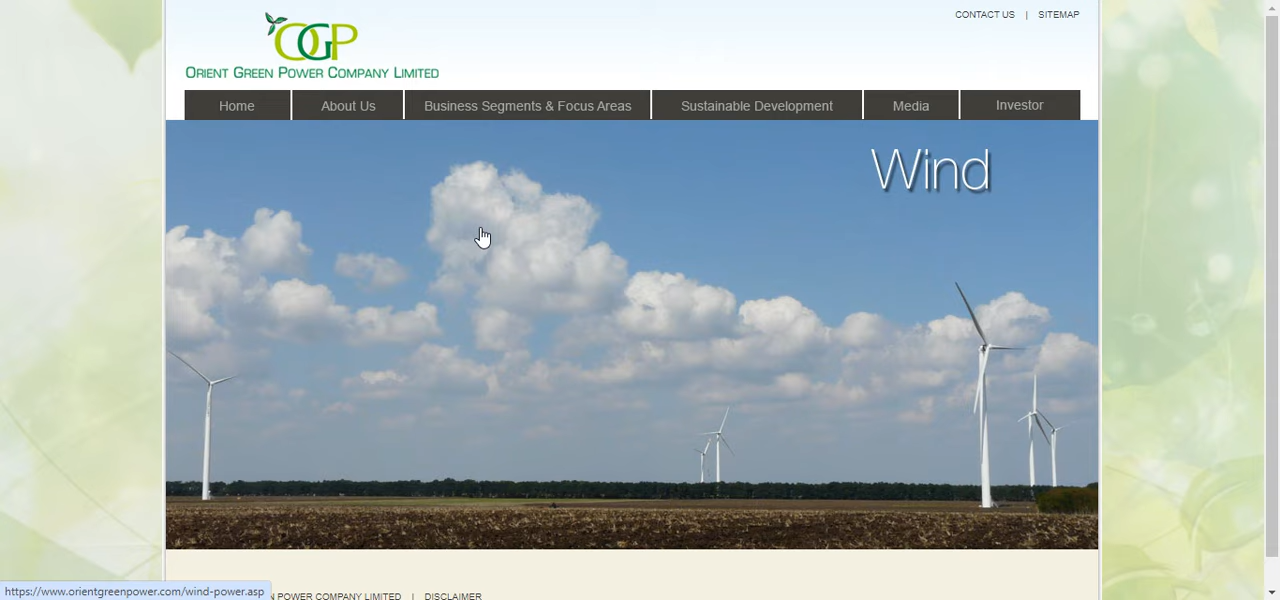 OGP
ORIENT GREEN POWER COMPANY LIMITED
CONTACT US | SITEMAP
Home About Us Business Segments & Focus Areas Sustainable Development Media Investor
Wind
https://www.orientgreenpower.com/wind-power.asp
POWER COMPANY LIMITED | DISCLAIMER